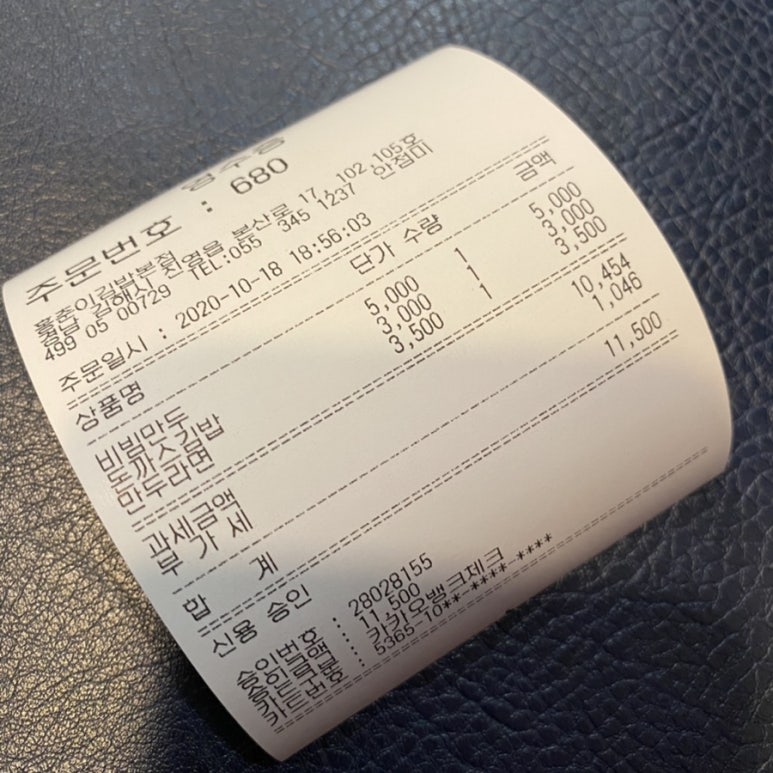 영수증
주문번호 : 680
홍춘이김밥본점
경남 김해시 진영읍 본산로 17, 102 105호
499 05 00729 TEL:055 345 1237 안점미
주문일시 : 2020-10-18 18:56:03
상품명 단가 수량 금액
비빔만두 5,000 1 5,000
돈까스김밥 3,000 1 3,000
만두라면 3,500 1 3,500
과세금액 10,454
부 가 세 1,046
합 계 11,500
신용 승인
승인번호 : 28028155
승인금액 : 11,500
카드구분 : 카카오뱅크체크
카드번호 : 5365-10**-****-****